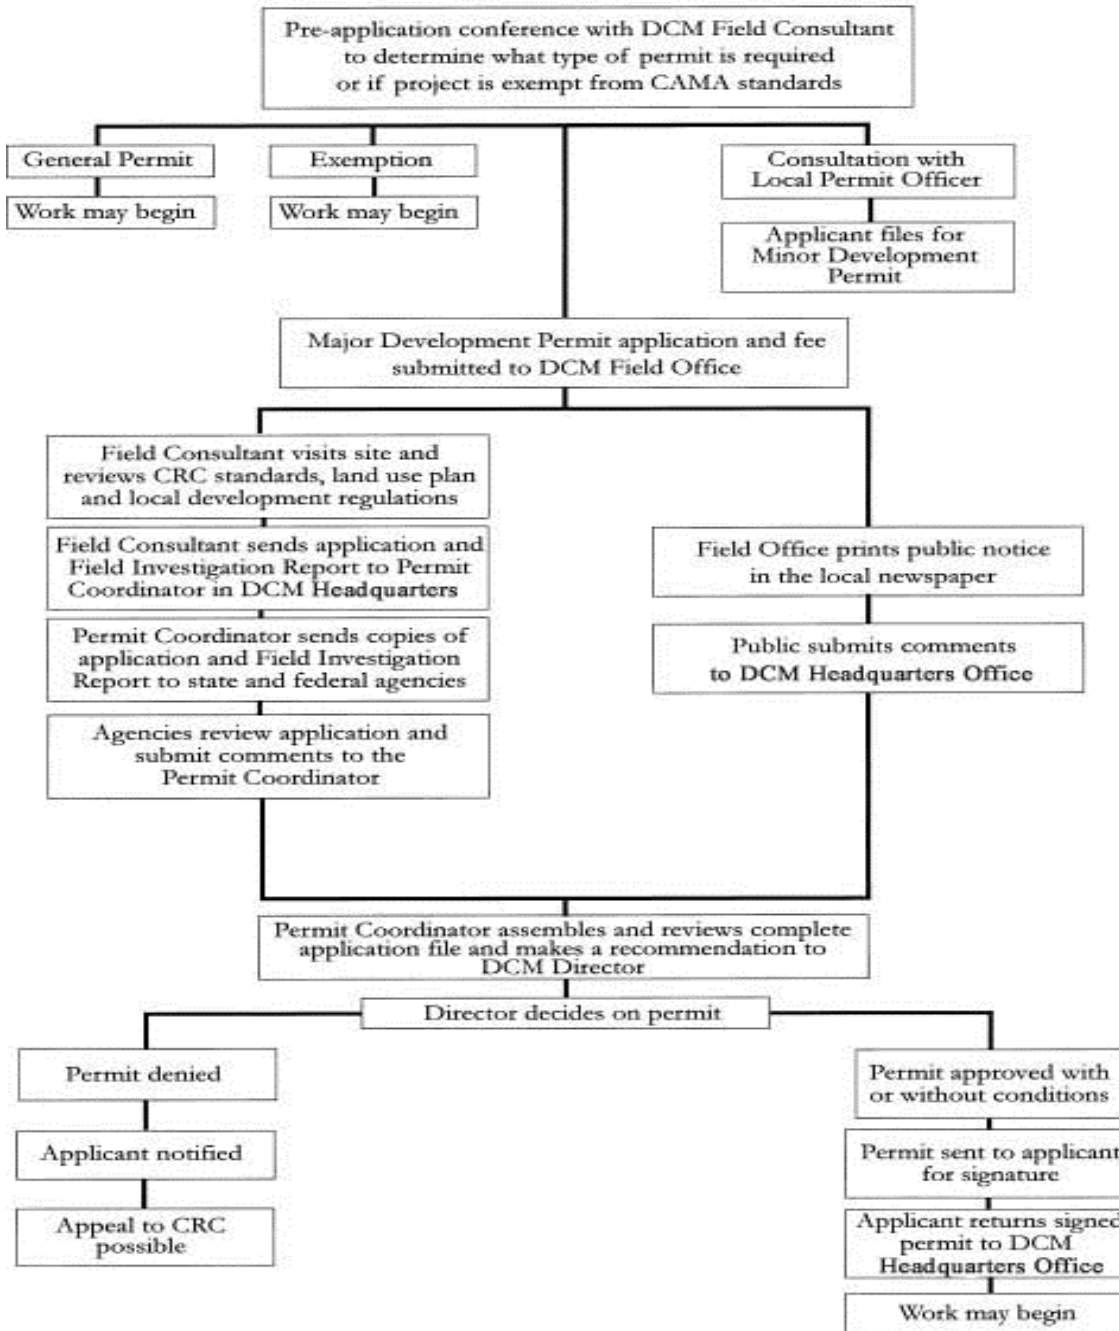 Pre-application conference with DCM Field Consultant
to determine what type of permit is required
or if project is exempt from CAMA standards
General Permit
Work may begin
Exemption
Work may begin
Consultation with
Local Permit Officer
Applicant files for
Minor Development
Permit
Major Development Permit application and fee
submitted to DCM Field Office
Field Consultant visits site and
reviews CRC standards, land use plan
and local development regulations
Field Consultant sends application and
Field Investigation Report to Permit
Coordinator in DCM Headquarters
Permit Coordinator sends copies of
application and Field Investigation
Report to state and federal agencies
Agencies review application and
submit comments to the
Permit Coordinator
Field Office prints public notice
in the local newspaper
Public submits comments
to DCM Headquarters Office
Permit Coordinator assembles and reviews complete
application file and makes a recommendation to
DCM Director
Director decides on permit
Permit denied
Applicant notified
Appeal to CRC
possible
Permit approved with
or without conditions
Permit sent to applicant
for signature
Applicant returns signed
permit to DCM
Headquarters Office
Work may begin